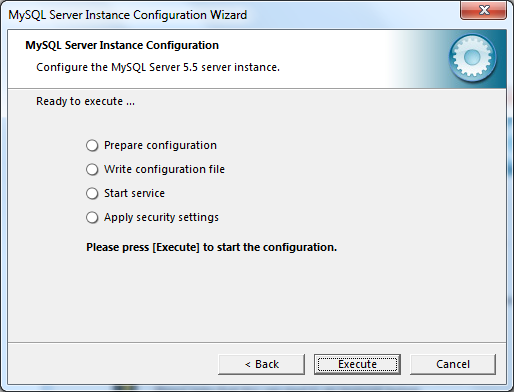 MySQL Server Instance Configuration Wizard
MySQL Server Instance Configuration
Configure the MySQL Server 5.5 server instance.
Ready to execute ...
Prepare configuration
Write configuration file
Start service
Apply security settings
Please press [Execute] to start the configuration.
< Back
Execute
Cancel